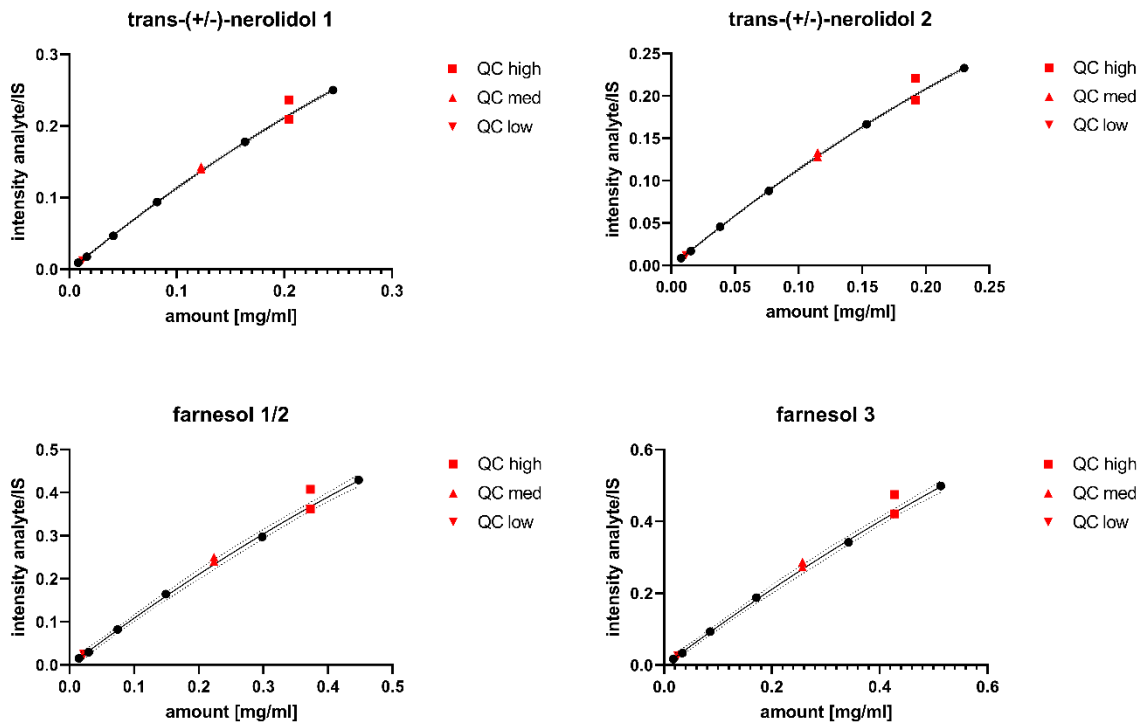 trans-(+/-)-nerolidol 1
intensity analyte/IS
0.3
0.2
0.1
0.0
0.0 0.1 0.2 0.3
amount [mg/ml]
QC high
QC med
QC low
trans-(+/-)-nerolidol 2
intensity analyte/IS
0.25
0.20
0.15
0.10
0.05
0.00
0.00 0.05 0.10 0.15 0.20 0.25
amount [mg/ml]
QC high
QC med
QC low
farnesol 1/2
intensity analyte/IS
0.5
0.4
0.3
0.2
0.1
0.0
0.0 0.1 0.2 0.3 0.4 0.5
amount [mg/ml]
QC high
QC med
QC low
farnesol 3
intensity analyte/IS
0.6
0.4
0.2
0.0
0.0 0.2 0.4 0.6
amount [mg/ml]
QC high
QC med
QC low